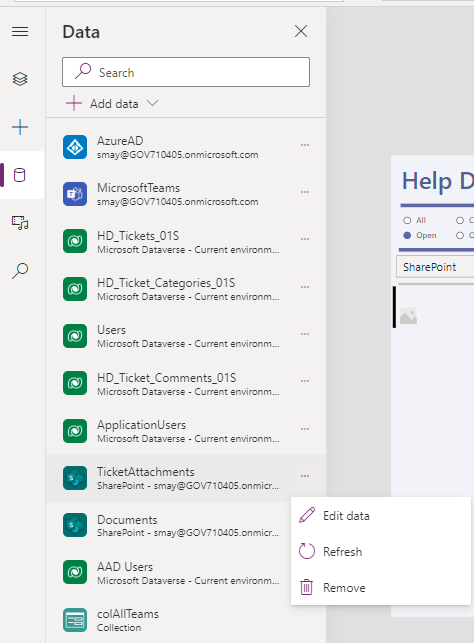 Data
Search
Add data
AzureAD
smay@GOV710405.onmicrosoft.com
MicrosoftTeams
smay@GOV710405.onmicrosoft.com
HD_Tickets_01S
Microsoft Dataverse - Current environm...
HD_Ticket_Categories_01S
Microsoft Dataverse - Current environm...
Users
Microsoft Dataverse - Current environm...
HD_Ticket_Comments_01S
Microsoft Dataverse - Current environm...
ApplicationUsers
Microsoft Dataverse - Current environm...
TicketAttachments
SharePoint - smay@GOV710405.onmicr...
Documents
SharePoint - smay@GOV710405.onmicr...
AAD Users
Microsoft Dataverse - Current environm...
colAllTeams
Collection
Edit data
Refresh
Remove
Help D
All
Open
SharePoint